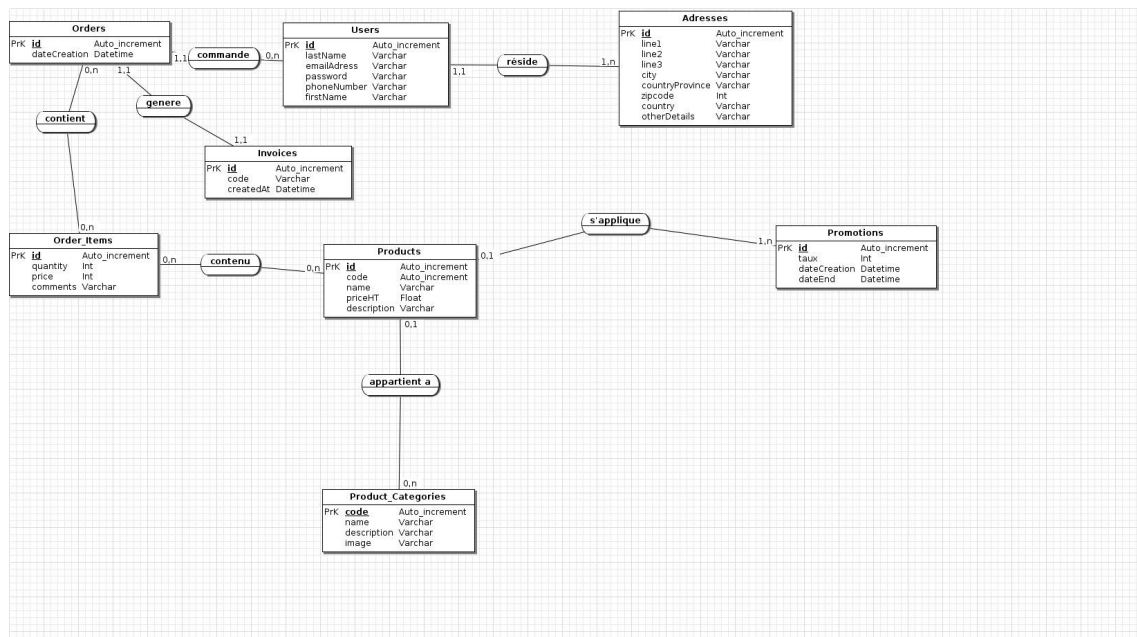 Orders
PrK id Auto_increment
dateCreation Datetime
1,1
commande
0,n
Users
PrK id Auto_increment
lastName Varchar
emailAdress Varchar
password Varchar
phoneNumber Varchar
firstName Varchar
1,1
réside
1,n
Adresses
PrK id Auto_increment
line1 Varchar
line2 Varchar
line3 Varchar
city Varchar
countryProvince Varchar
zipcode Int
country Varchar
otherDetails Varchar
0,n
1,1
contient
genere
1,1
Invoices
PrK id Auto_increment
code Varchar
createdAt Datetime
0,n
Order_Items
PrK id Auto_increment
quantity Int
price Int
comments Varchar
0,n
contenu
0,n
Products
PrK id Auto_increment
code Auto_increment
name Varchar
priceHT Float
description Varchar
0,1
s'applique
1,n
Promotions
PrK id Auto_increment
taux Int
dateCreation Datetime
dateEnd Datetime
0,1
appartient a
0,n
Product_Categories
PrK code Auto_increment
name Varchar
description Varchar
image Varchar